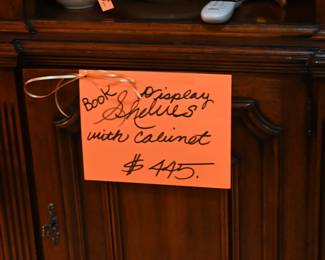 Book Display
Shelves
with Cabinet
$445.